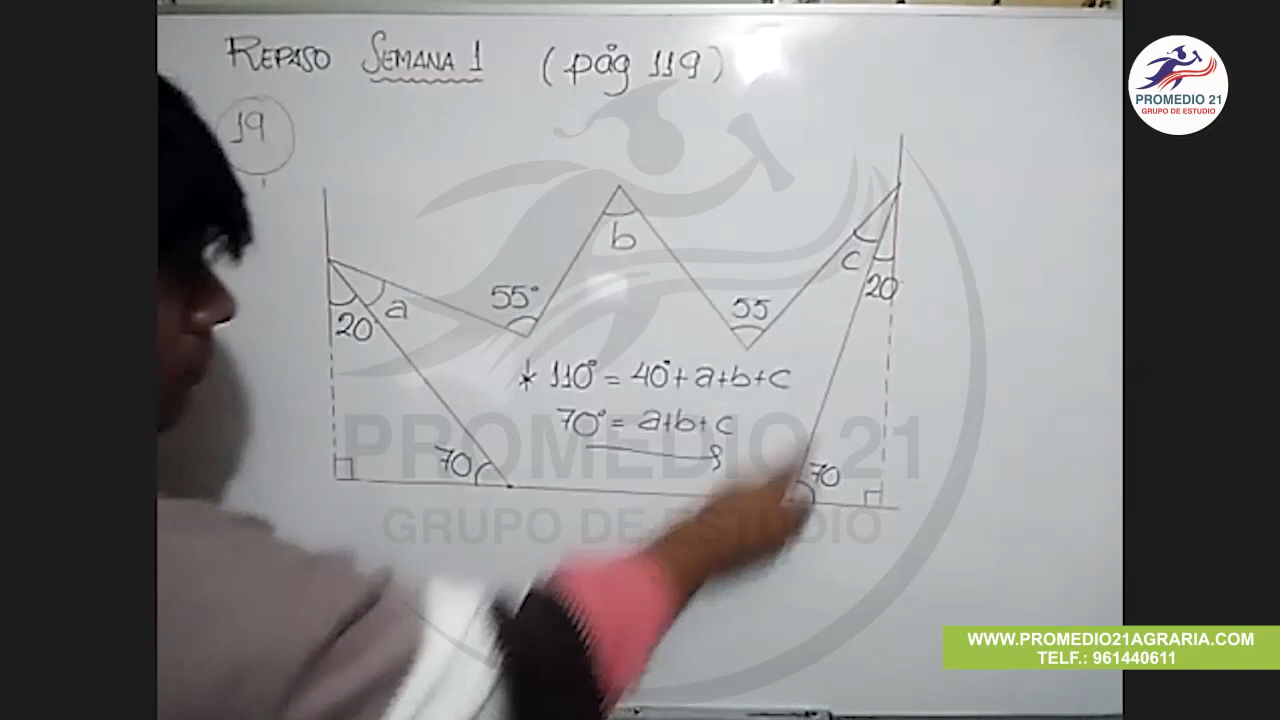 REPASO SEMANA 1 (pág 119)
19
PROMEDIO 21
GRUPO DE ESTUDIO
b
c
20
a
20°
55°
55
* 110° = 40° + a+b+c
70° = a+b+c
70
70
PROMEDIO 21
GRUPO DE ESTUDIO
WWW.PROMEDIO21AGRARIA.COM
TELF.: 961440611